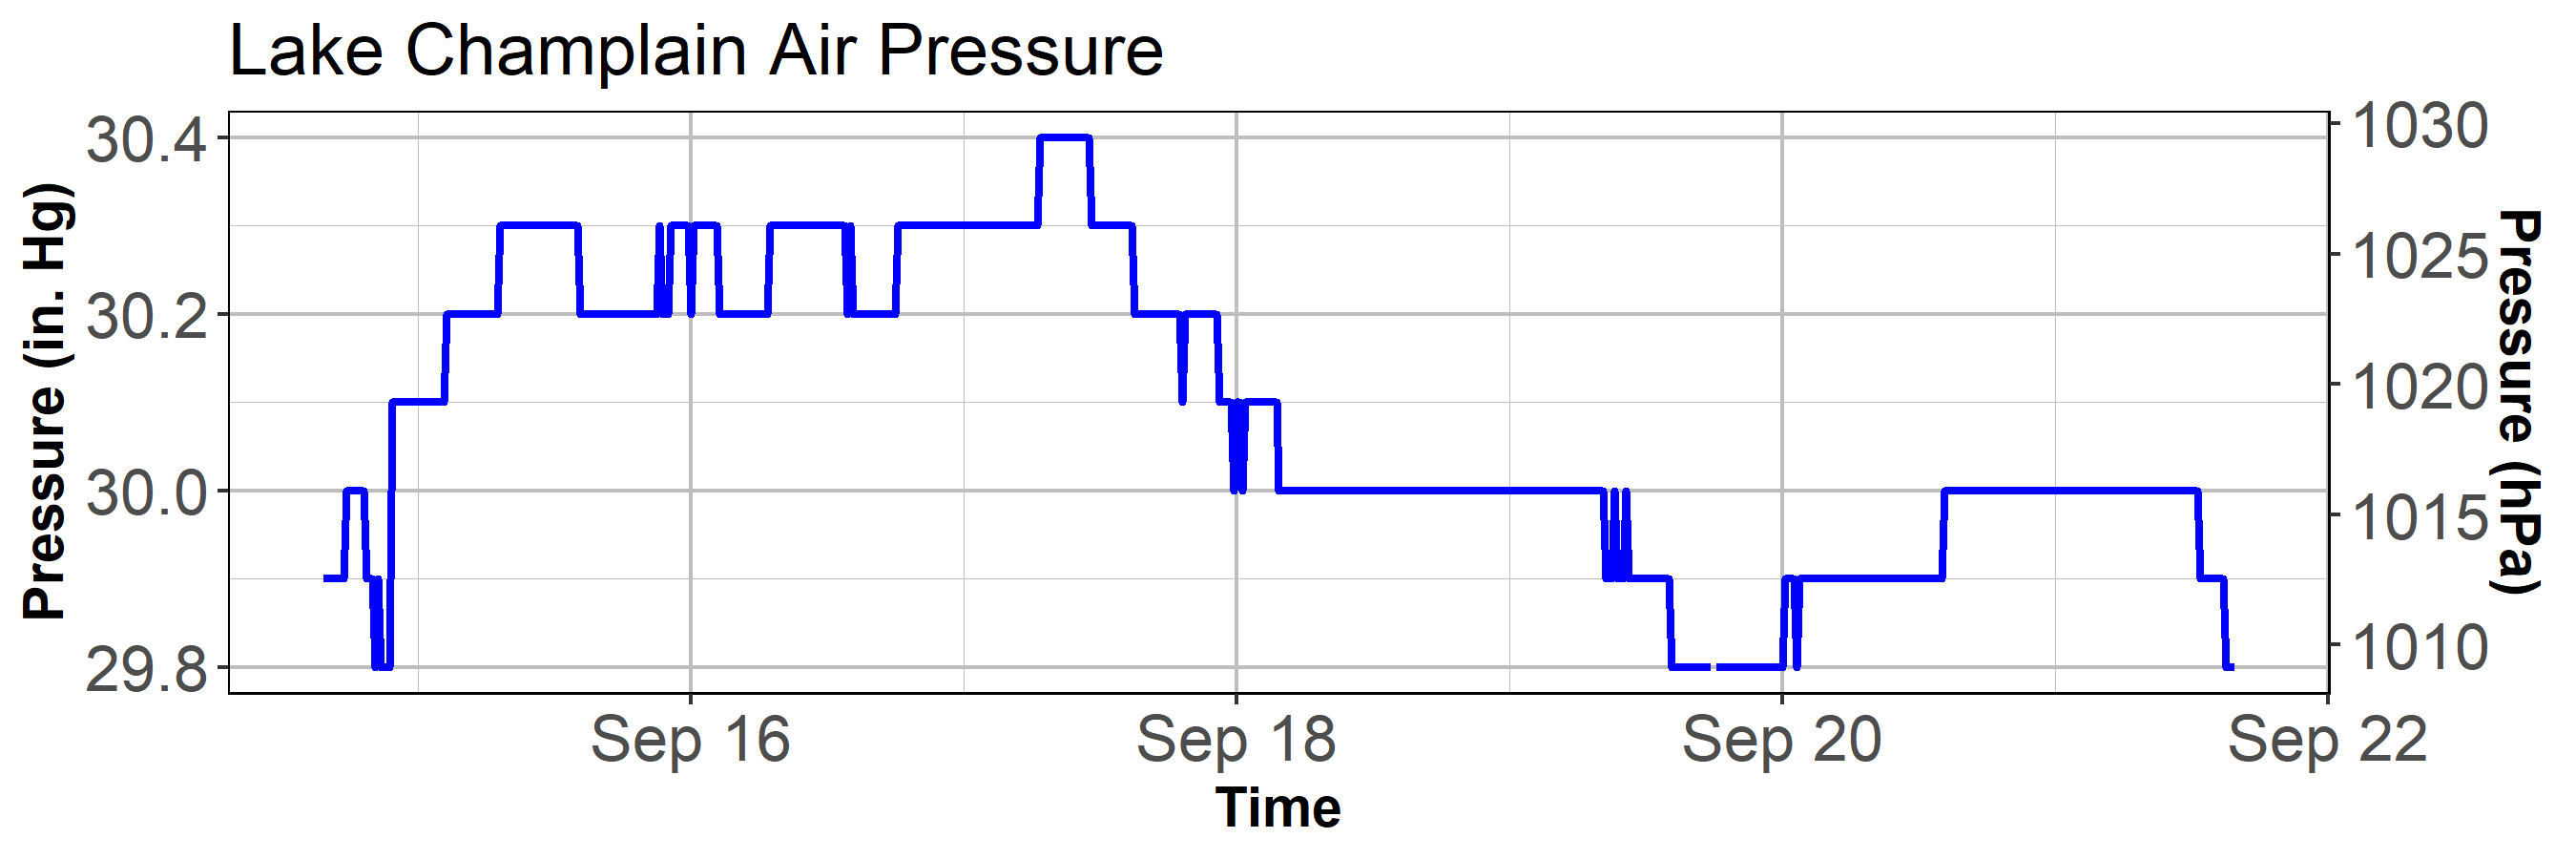 Lake Champlain Air Pressure
Pressure (in. Hg)
30.4
30.2
30.0
29.8
1030
1025
1020
1015
1010
Pressure (hPa)
Sep 16 Sep 18 Sep 20 Sep 22
Time